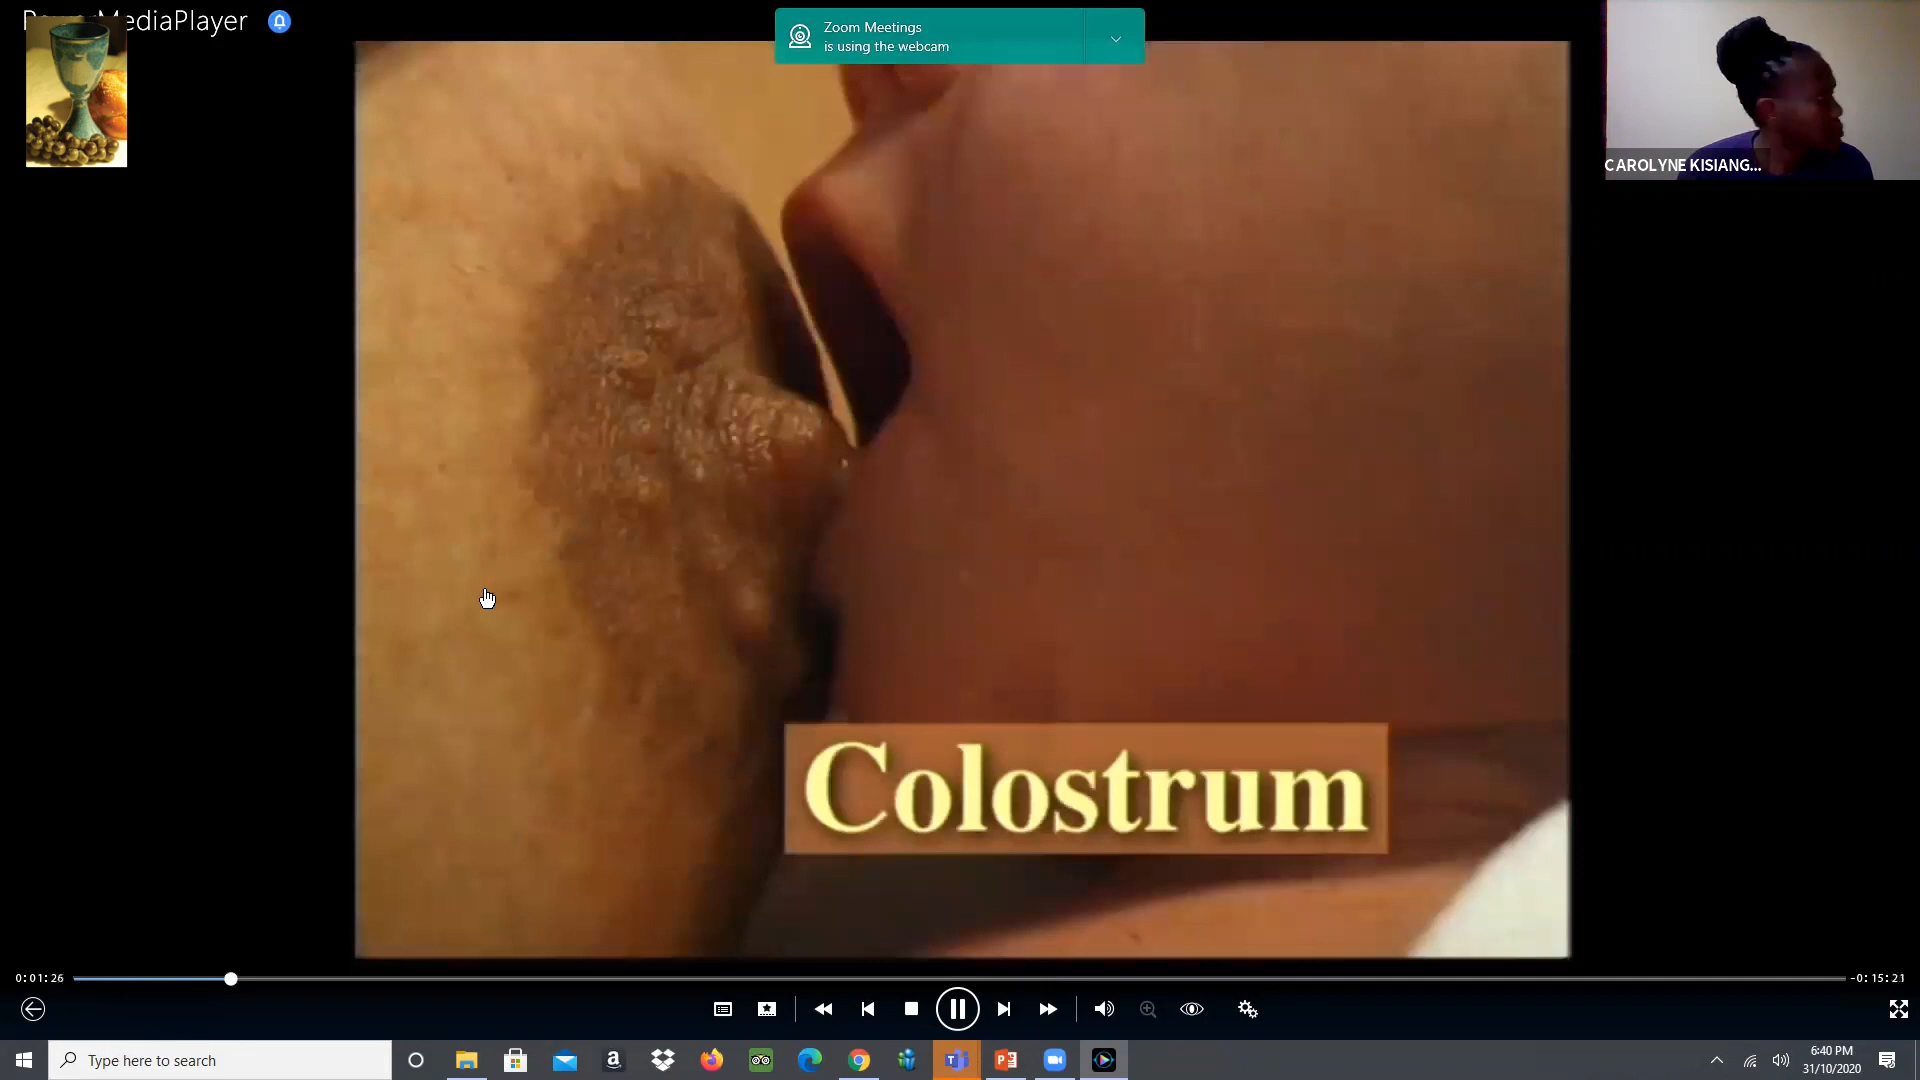 MediaPlayer
Zoom Meetings
is using the webcam
CAROLYNE KISIANG...
Colostrum
0:01:26
-0:15:21
Type here to search
6:40 PM
31/10/2020